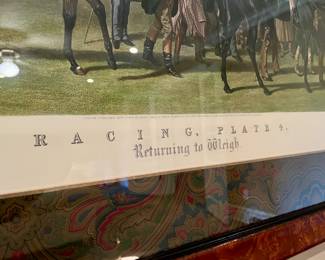 RACING, PLATE 4.
Returning to Weigh.